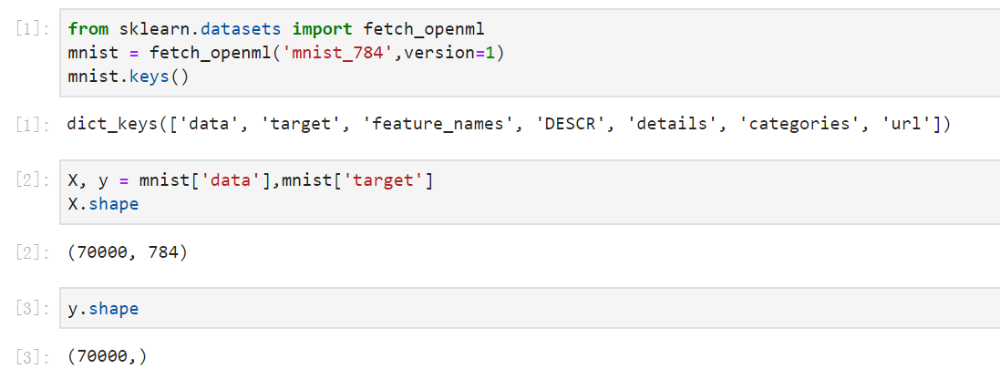 [1]: from sklearn.datasets import fetch_openml
mnist = fetch_openml('mnist_784',version=1)
mnist.keys()
[1]: dict_keys(['data', 'target', 'feature_names', 'DESCR', 'details', 'categories', 'url'])
[2]: X, y = mnist['data'],mnist['target']
X.shape
[2]: (70000, 784)
[3]: y.shape
[3]: (70000,)